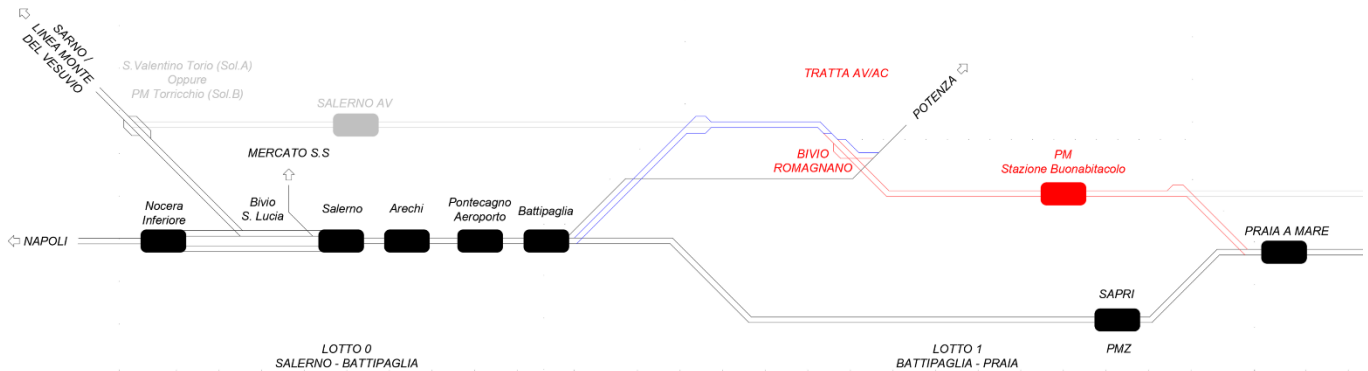 SARNO /
LINEA MONTE
DEL VESUVIO
S.Valentino Torio (Sol.A)
Oppure
PM Torricchio (Sol.B)
SALERNO AV
MERCATO S.S
TRATTA AV/AC
POTENZA
BIVIO
ROMAGNANO
PM
Stazione Buonabitacolo
Nocera
Inferiore
Bivio
S. Lucia
Salerno
Arechi
Pontecagno
Aeroporto
Battipaglia
NAPOLI
PRAIA A MARE
SAPRI
PMZ
LOTTO 0
SALERNO - BATTIPAGLIA
LOTTO 1
BATTIPAGLIA - PRAIA